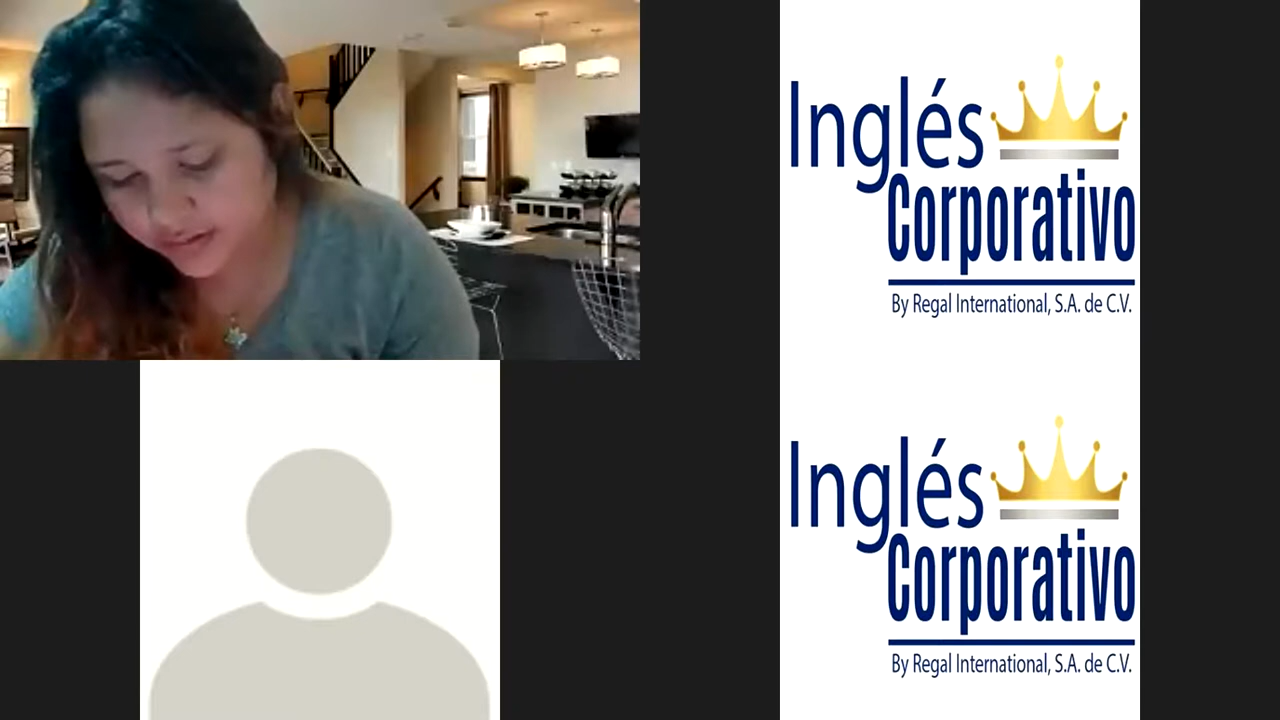 Inglés
Corporativo
By Regal International, S.A. de C.V.
Inglés
Corporativo
By Regal International, S.A. de C.V.